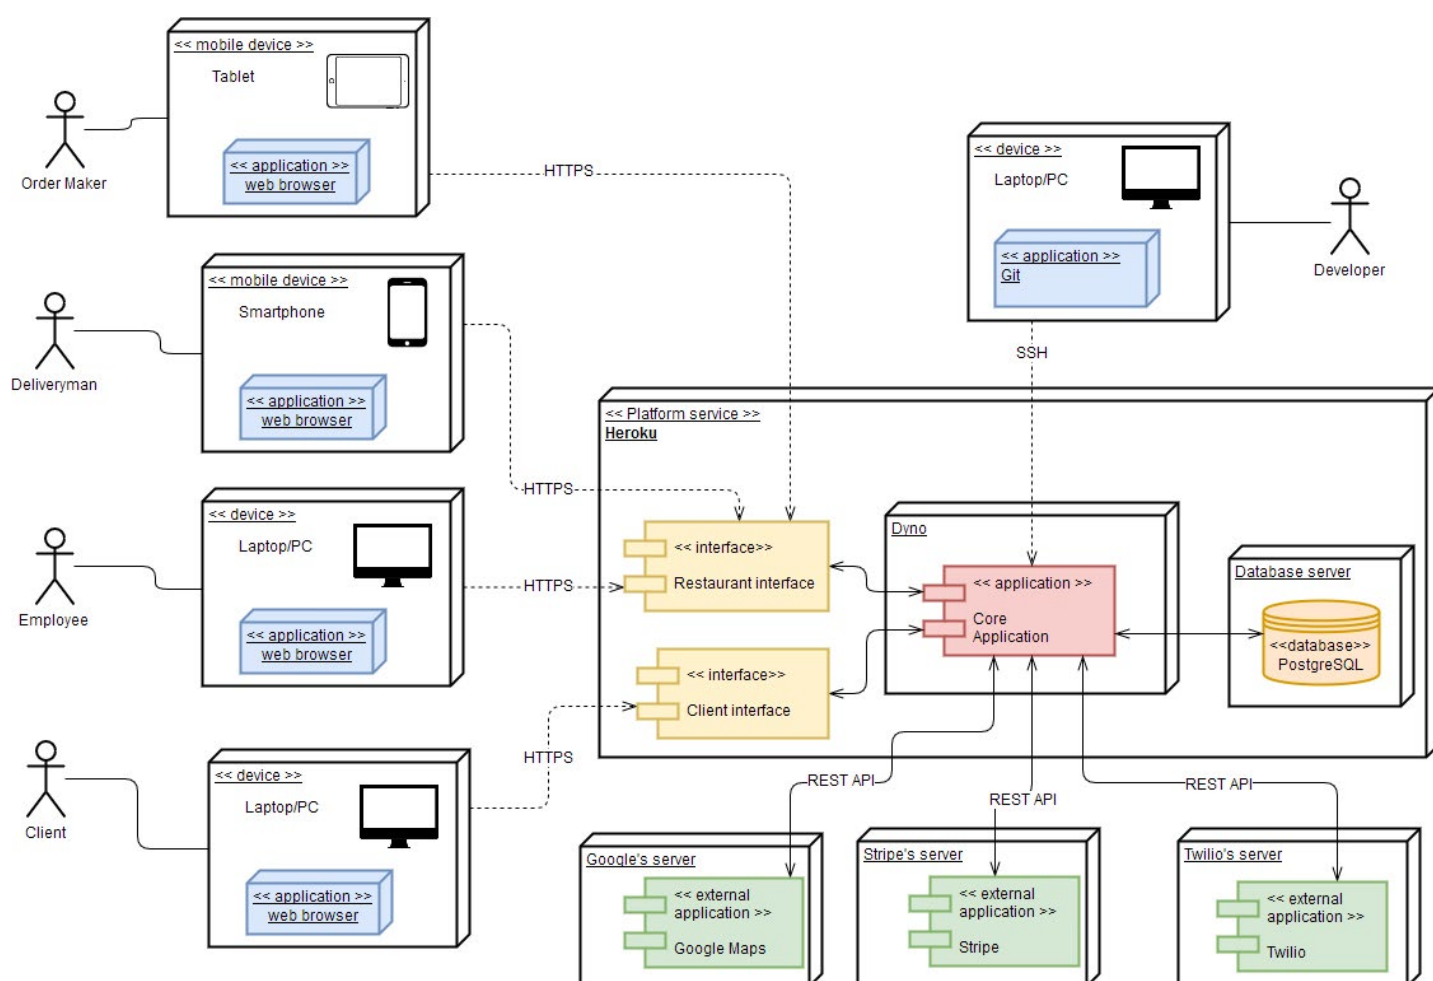 << mobile device >>
Tablet
<< application >>
web browser
Order Maker
HTTPS
<< device >>
Laptop/PC
<< application >>
Git
Developer
SSH
<< mobile device >>
Smartphone
<< application >>
web browser
Deliveryman
HTTPS
<< device >>
Laptop/PC
<< application >>
web browser
Employee
HTTPS
<< device >>
Laptop/PC
<< application >>
web browser
Client
HTTPS
<< Platform service >>
Heroku
<< interface>>
Restaurant interface
<< interface>>
Client interface
Dyno
<< application >>
Core
Application
Database server
<<database>>
PostgreSQL
REST API
REST API
REST API
Google's server
<< external
application >>
Google Maps
Stripe's server
<< external
application >>
Stripe
Twilio's server
<< external
application >>
Twilio